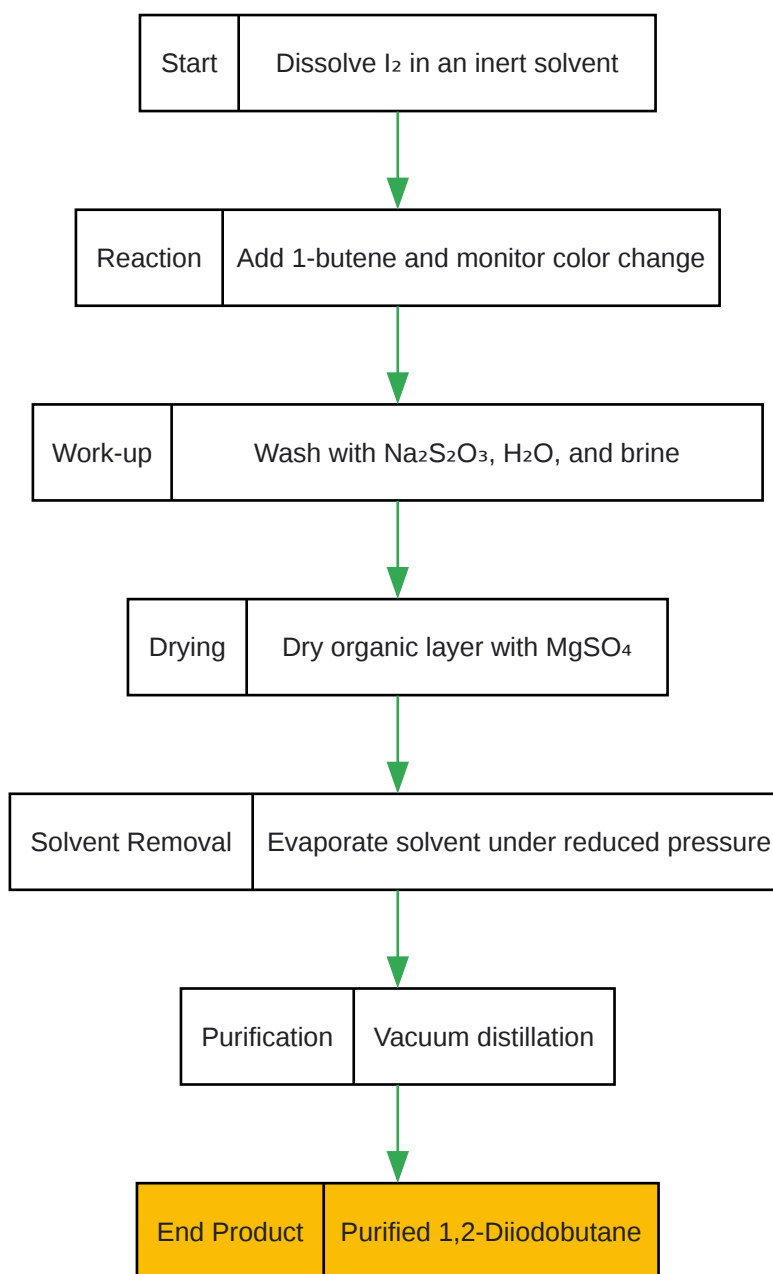 Start Dissolve I₂ in an inert solvent
Reaction Add 1-butene and monitor color change
Work-up Wash with Na₂S₂O₃, H₂O, and brine
Drying Dry organic layer with MgSO₄
Solvent Removal Evaporate solvent under reduced pressure
Purification Vacuum distillation
End Product Purified 1,2-Diiodobutane